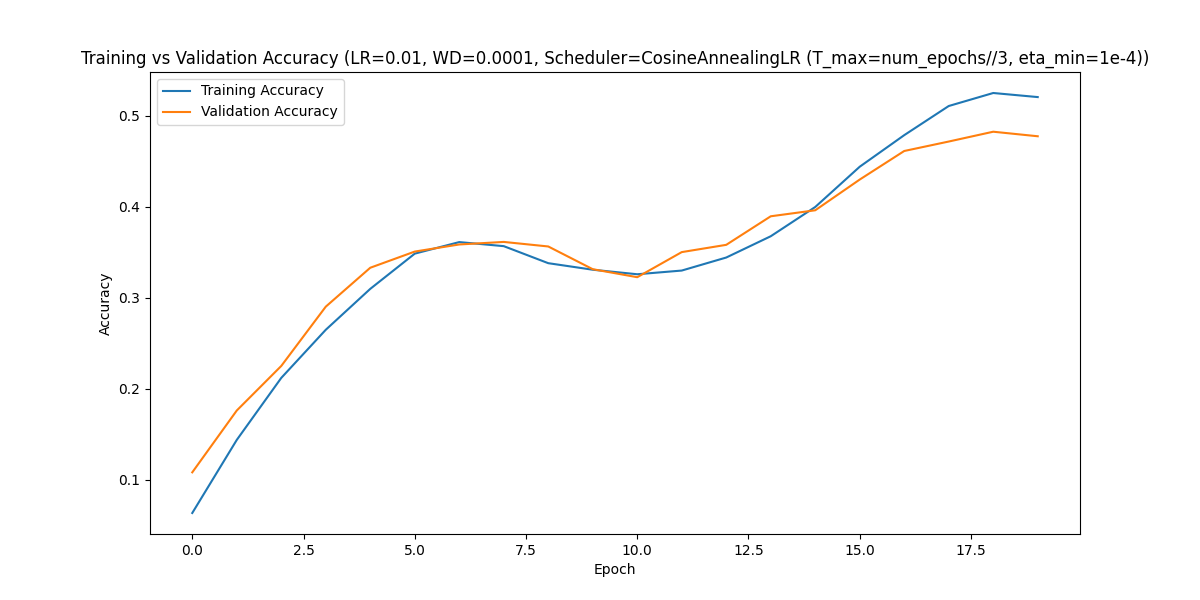 Training vs Validation Accuracy (LR=0.01, WD=0.0001, Scheduler=CosineAnnealingLR (T_max=num_epochs//3, eta_min=1e-4))
Training Accuracy
Validation Accuracy
0.5
0.4
0.3
0.2
0.1
Accuracy
0.0 2.5 5.0 7.5 10.0 12.5 15.0 17.5
Epoch